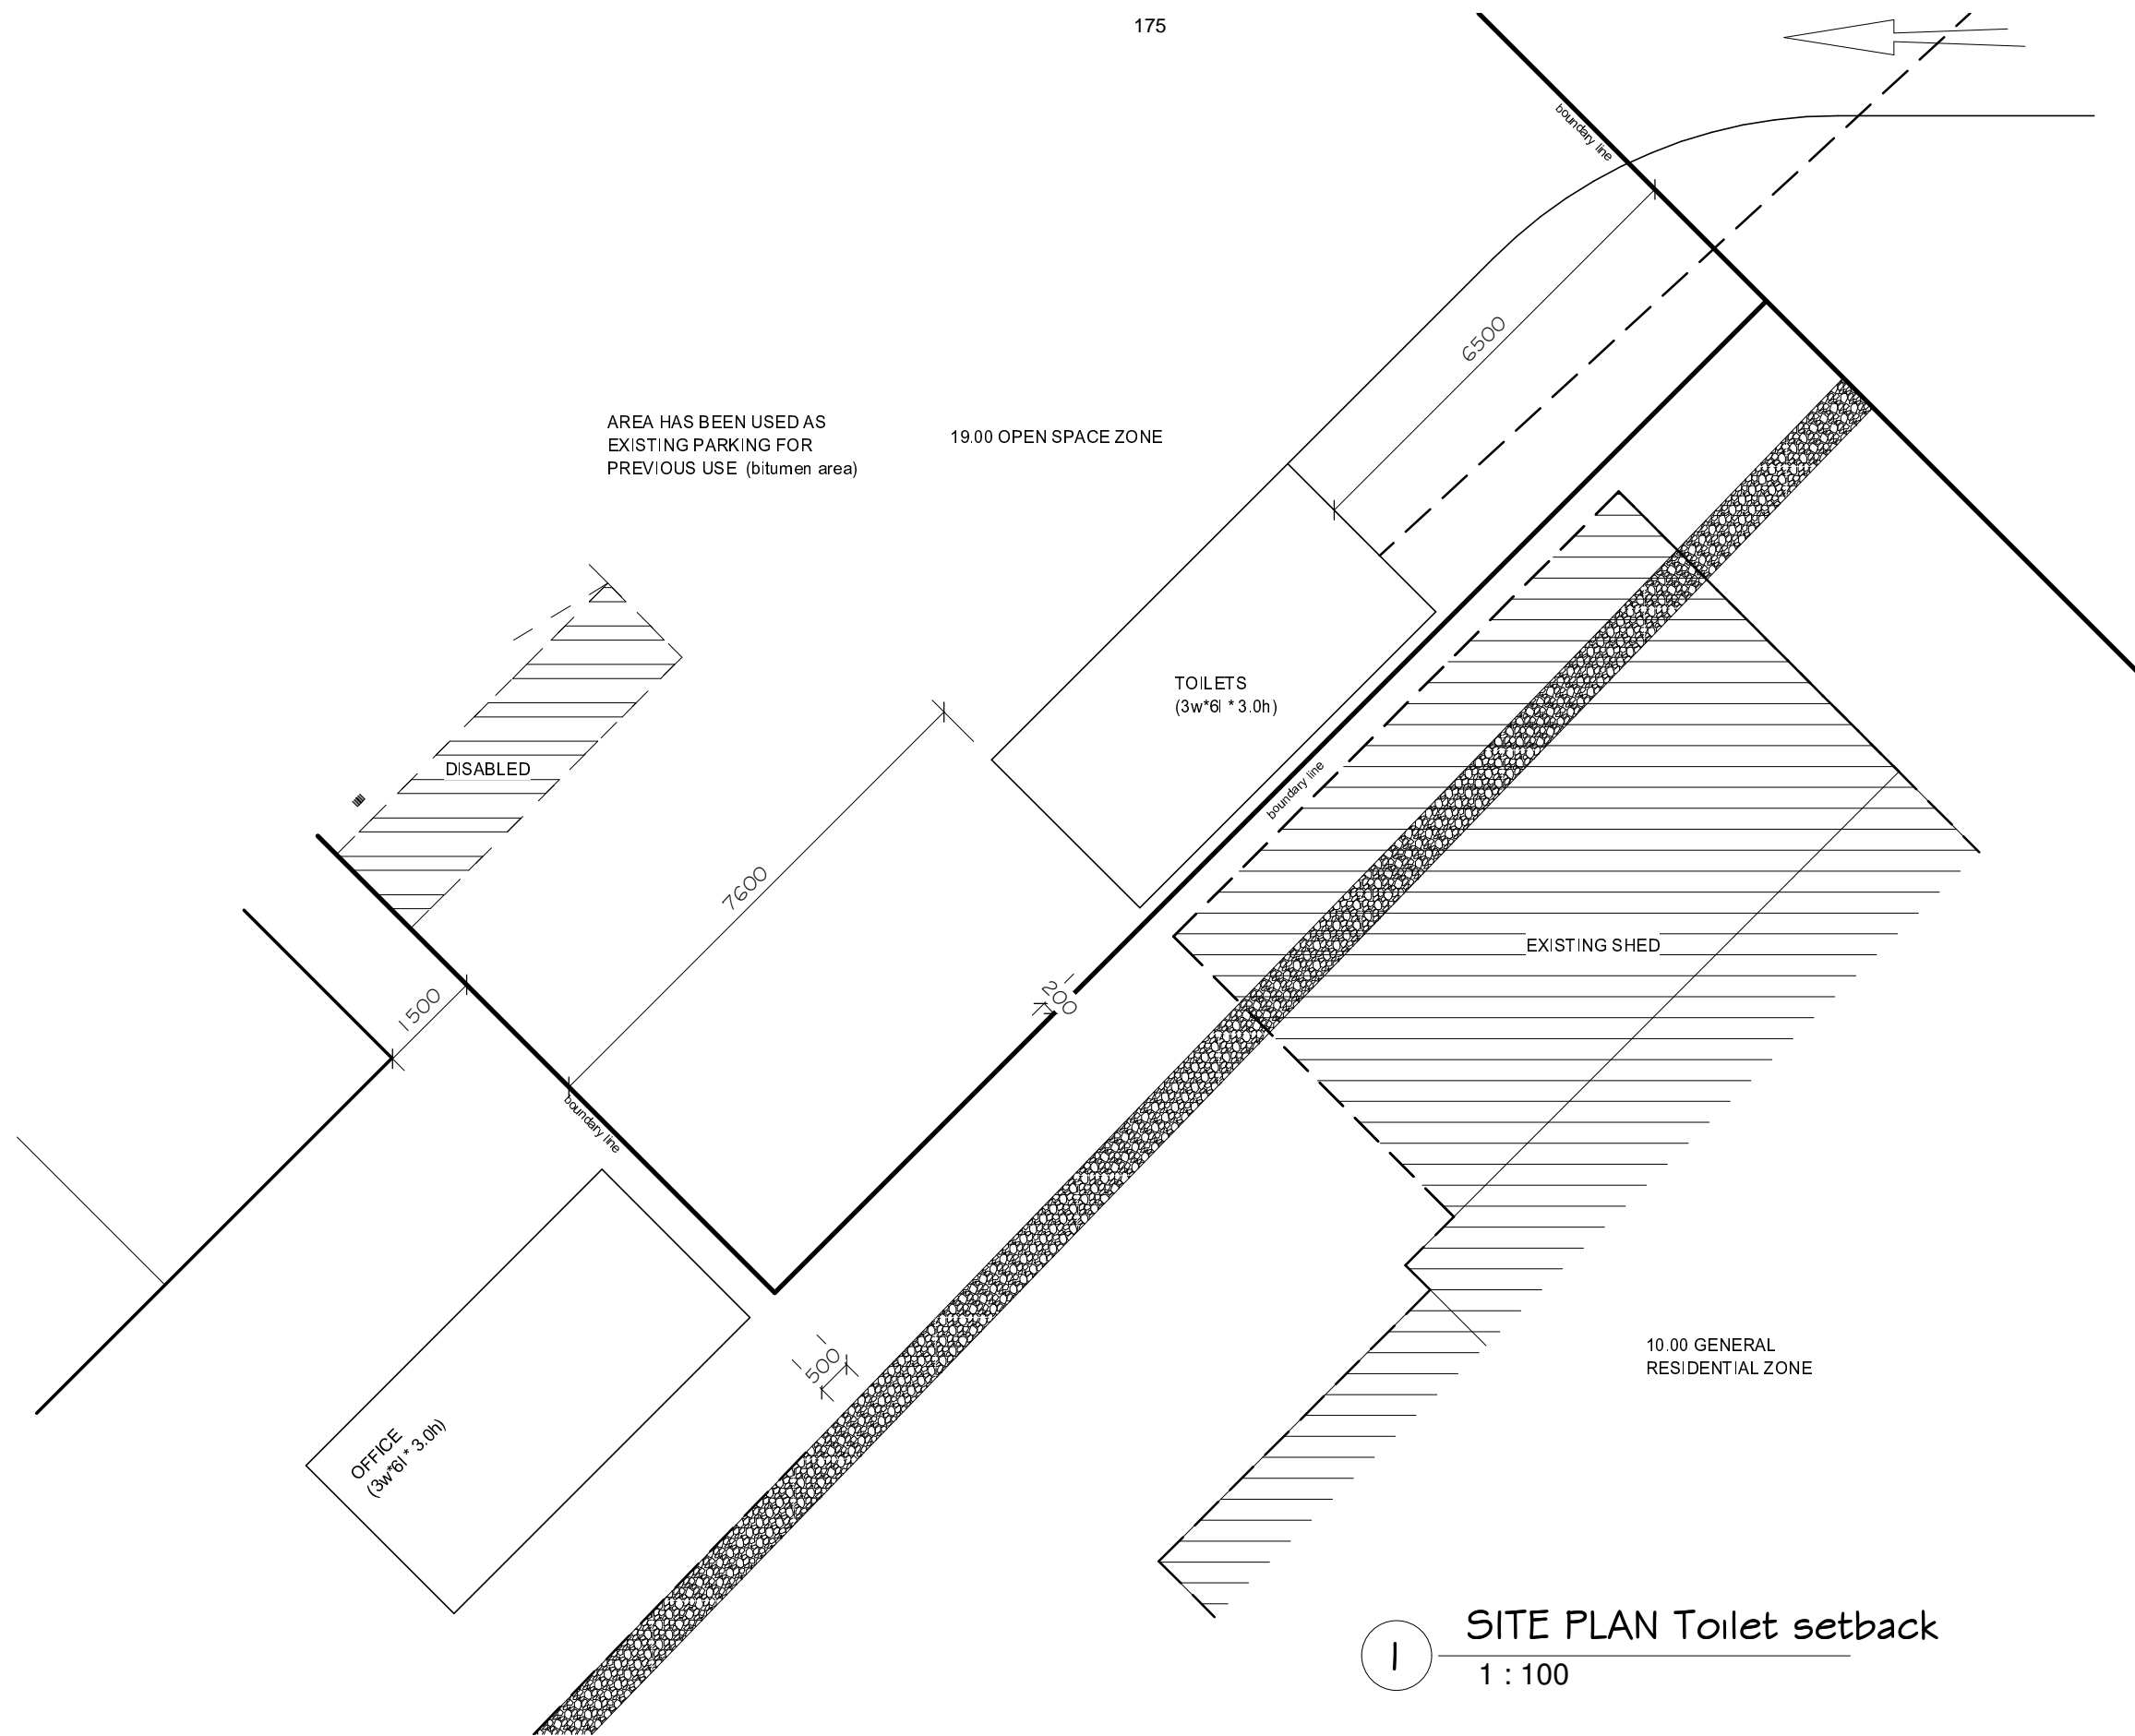 175
boundary line
6500
AREA HAS BEEN USED AS
EXISTING PARKING FOR
PREVIOUS USE (bitumen area)
19.00 OPEN SPACE ZONE
TOILETS
(3w*6l * 3.0h)
DISABLED
boundary line
7600
EXISTING SHED
1500
200
boundary line
500
10.00 GENERAL
RESIDENTIAL ZONE
OFFICE
(3w*6l * 3.0h)
1
SITE PLAN Toilet setback
1 : 100